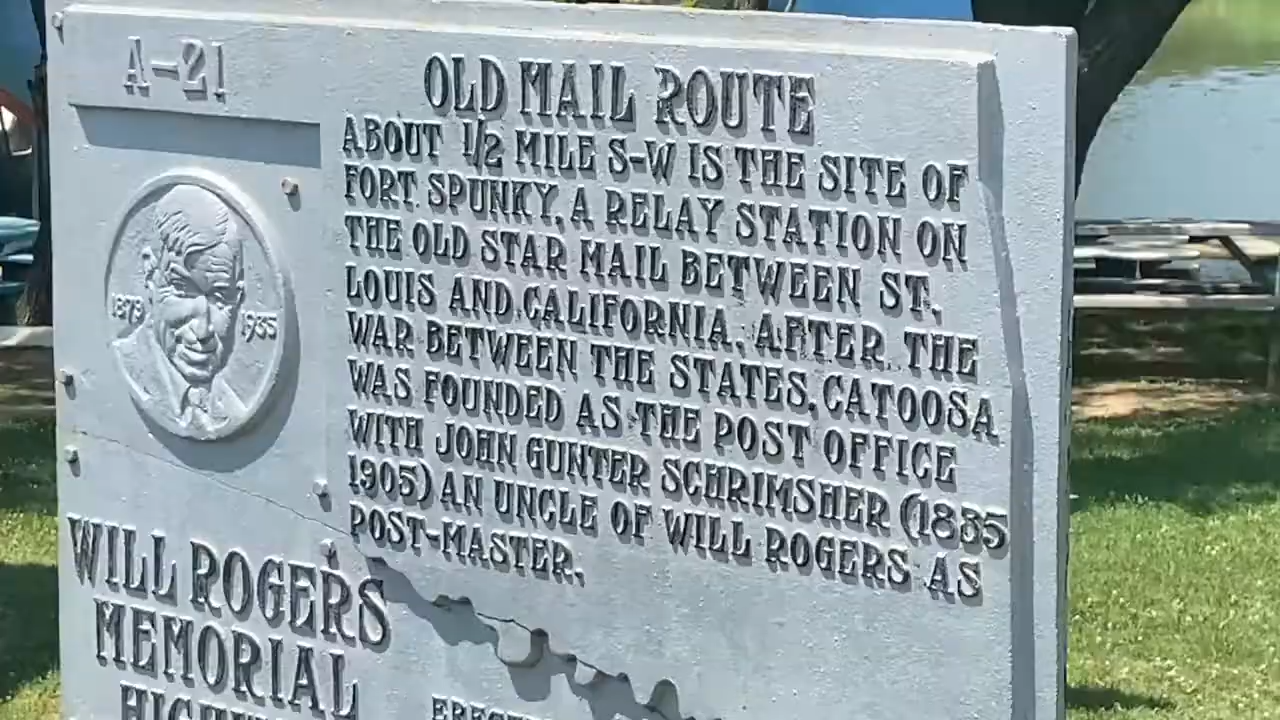 A-21
OLD MAIL ROUTE
ABOUT 1/2 MILE S-W IS THE SITE OF
FORT SPUNKY, A RELAY STATION ON
THE OLD STAR MAIL BETWEEN ST.
LOUIS AND CALIFORNIA. AFTER THE
WAR BETWEEN THE STATES, CATOOSA
WAS FOUNDED AS THE POST OFFICE
WITH JOHN GUNTER SCHRIMSHER (1835
1905) AN UNCLE OF WILL ROGERS AS
POST-MASTER.
1879 1935
WILL ROGERS
MEMORIAL